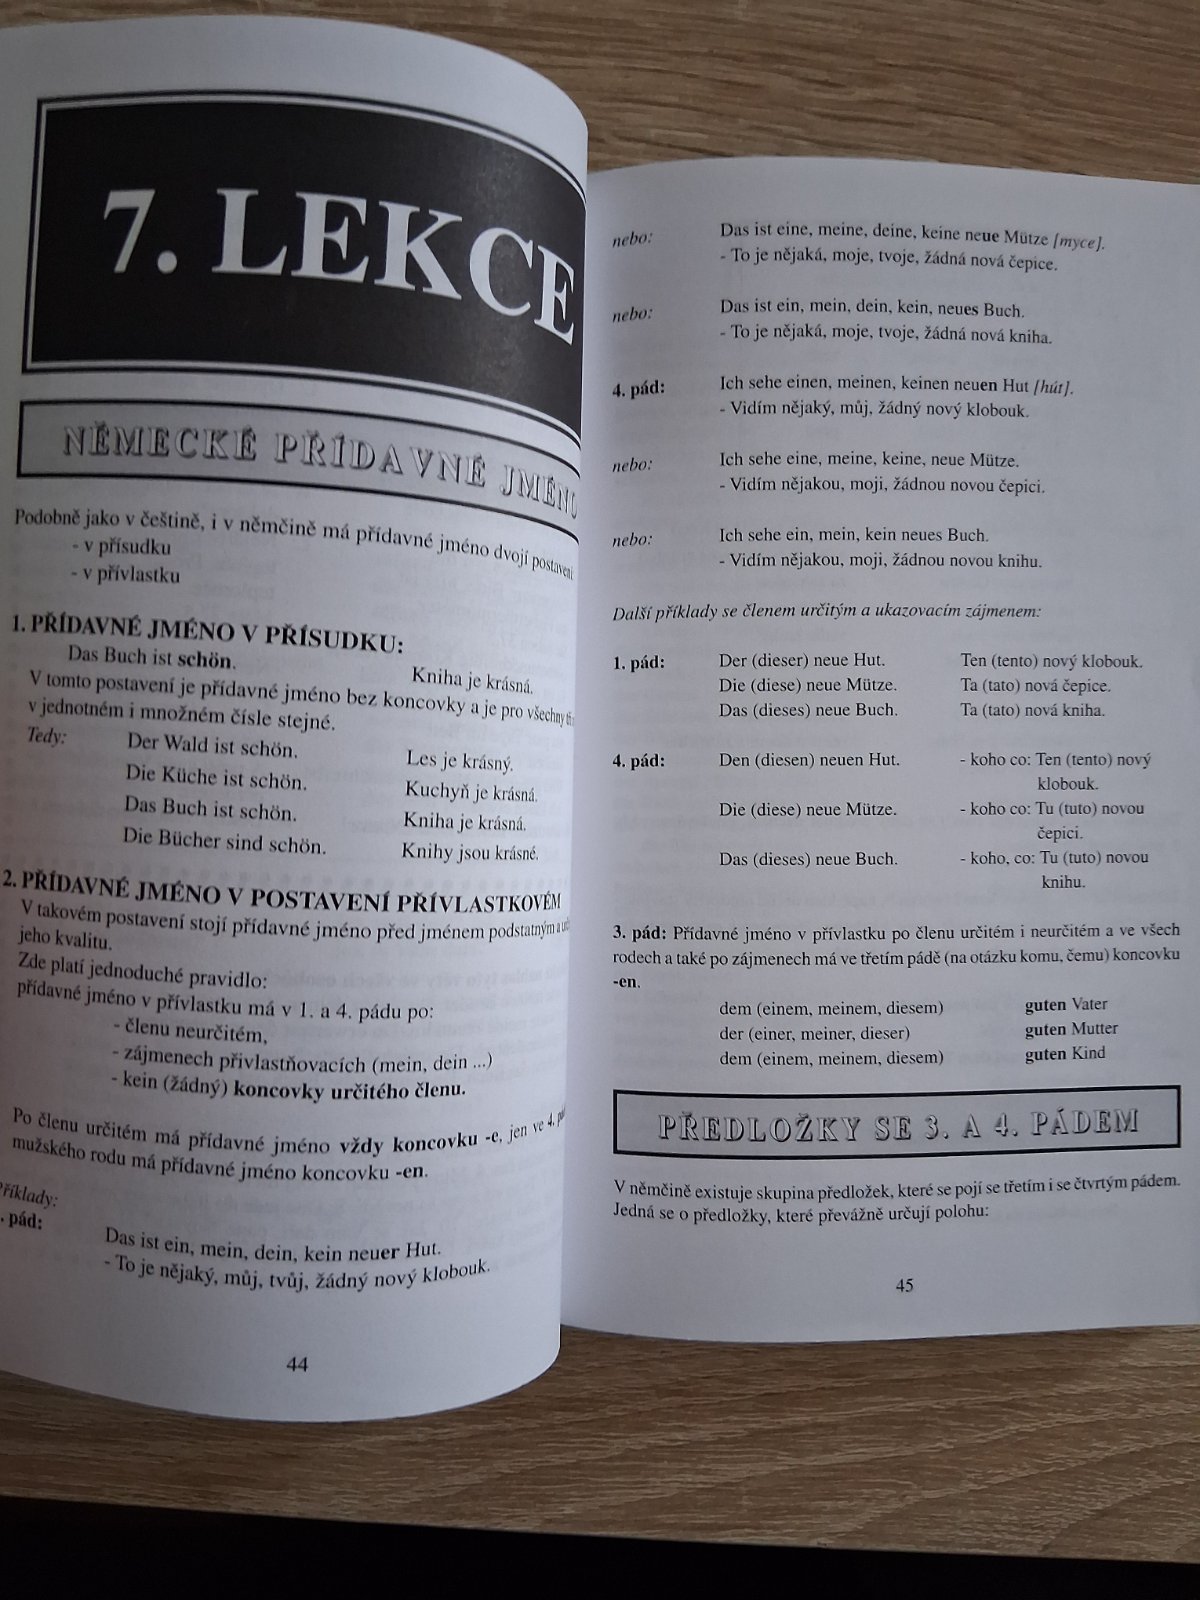 7. LEKCE
NĚMECKÉ PŘÍDAVNÉ JMÉNO
Podobně jako v češtině, i v němčině má přídavné jméno dvojí postavení:
- v přísudku
- v přívlastku
1. PŘÍDAVNÉ JMÉNO V PŘÍSUDKU:
Das Buch ist schön. Kniha je krásná.
V tomto postavení je přídavné jméno bez koncovky a je pro všechny
v jednotném i množném čísle stejné.
Tedy: Der Wald ist schön. Les je krásný.
Die Küche ist schön. Kuchyň je krásná.
Das Buch ist schön. Kniha je krásná.
Die Bücher sind schön. Knihy jsou krásné.
2. PŘÍDAVNÉ JMÉNO V POSTAVENÍ PŘÍVLASTKOVÉM
V takovém postavení stojí přídavné jméno před jménem podstatným a
jeho kvalitu.
Zde platí jednoduché pravidlo:
přídavné jméno v přívlastku má v 1. a 4. pádu po:
- členu neurčitém,
- zájmenech přivlastňovacích (mein, dein ...)
- kein (žádný) koncovky určitého členu.
Po členu určitém má přídavné jméno vždy koncovku -e, jen ve 4.
mužského rodu má přídavné jméno koncovku -en.
Příklady:
. pád:
Das ist ein, mein, dein, kein neuer Hut.
- To je nějaký, můj, tvůj, žádný nový klobouk.
44
nebo: Das ist eine, meine, deine, keine neue Mütze [myce].
- To je nějaká, moje, tvoje, žádná nová čepice.
nebo: Das ist ein, mein, dein, kein, neues Buch.
- To je nějaká, moje, tvoje, žádná nová kniha.
4. pád: Ich sehe einen, meinen, keinen neuen Hut [hút].
- Vidím nějaký, můj, žádný nový klobouk.
nebo: Ich sehe eine, meine, keine, neue Mütze.
- Vidím nějakou, moji, žádnou novou čepici.
nebo: Ich sehe ein, mein, kein neues Buch.
- Vidím nějakou, moji, žádnou novou knihu.
Další příklady se členem určitým a ukazovacím zájmenem:
1. pád: Der (dieser) neue Hut. Ten (tento) nový klobouk.
Die (diese) neue Mütze. Ta (tato) nová čepice.
Das (dieses) neue Buch. Ta (tato) nová kniha.
4. pád: Den (diesen) neuen Hut. - koho co: Ten (tento) nový
klobouk.
Die (diese) neue Mütze. - koho co: Tu (tuto) novou
čepici.
Das (dieses) neue Buch. - koho, co: Tu (tuto) novou
knihu.
3. pád: Přídavné jméno v přívlastku po členu určitém i neurčitém a ve všech
rodech a také po zájmenech má ve třetím pádě (na otázku komu, čemu) koncovku
-en.
dem (einem, meinem, diesem) guten Vater
der (einer, meiner, dieser) guten Mutter
dem (einem, meinem, diesem) guten Kind
PŘEDLOŽKY SE 3. A 4. PÁDEM
V němčině existuje skupina předložek, které se pojí se třetím i se čtvrtým pádem.
Jedná se o předložky, které převážně určují polohu:
45